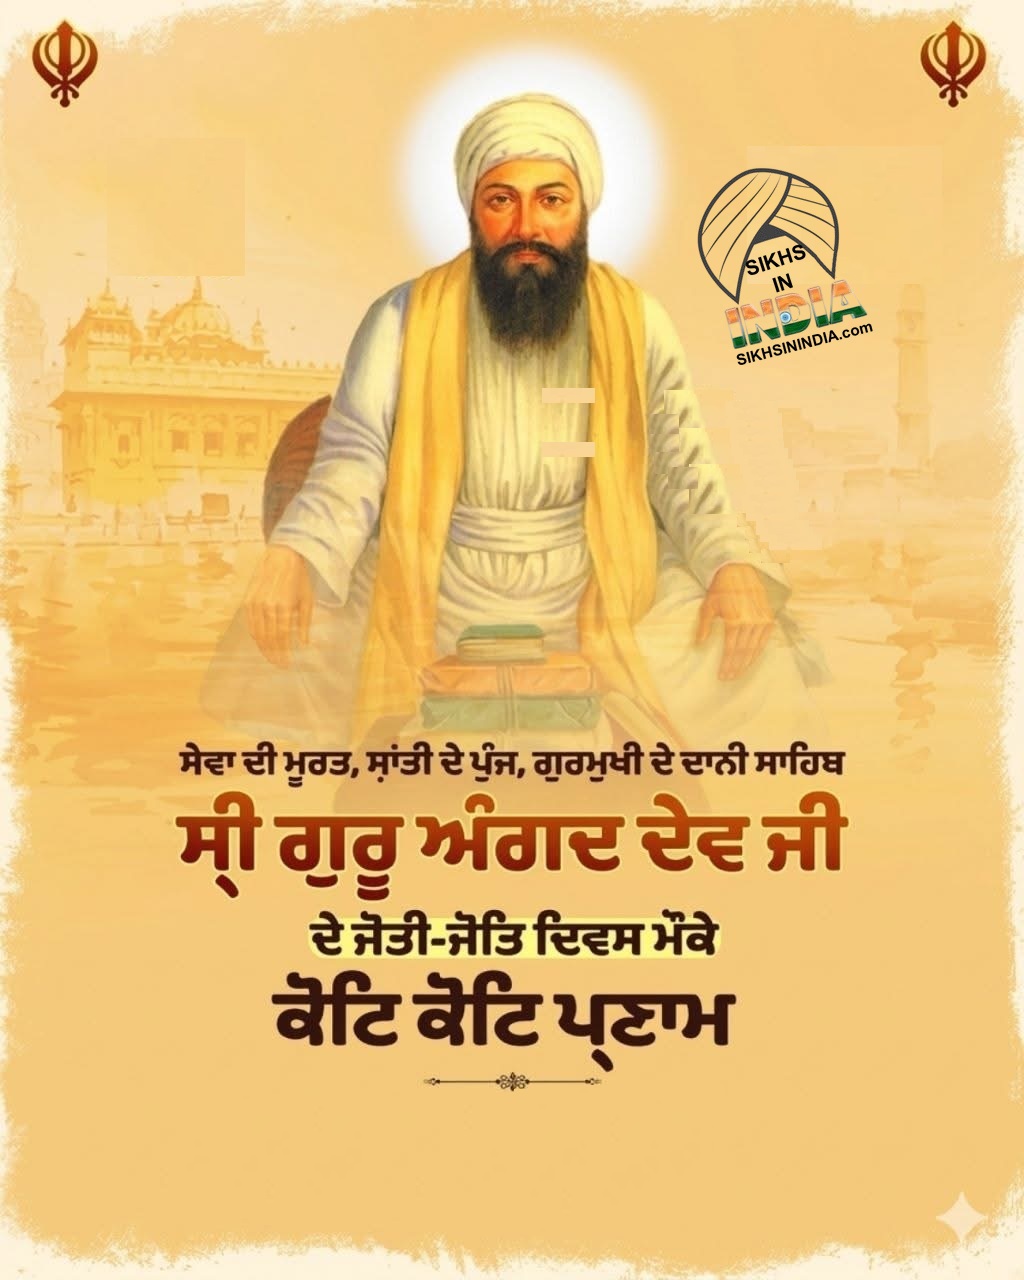 SIKHS
IN
INDIA
SIKHSININDIA.com
ਸੇਵਾ ਦੀ ਮੂਰਤ, ਸ਼ਾਂਤੀ ਦੇ ਪੁੰਜ, ਗੁਰਮੁਖੀ ਦੇ ਦਾਨੀ ਸਾਹਿਬ
ਸ੍ਰੀ ਗੁਰੂ ਅੰਗਦ ਦੇਵ ਜੀ
ਦੇ ਜੋਤੀ-ਜੋਤਿ ਦਿਵਸ ਮੌਕੇ
ਕੋਟਿ ਕੋਟਿ ਪ੍ਰਣਾਮ